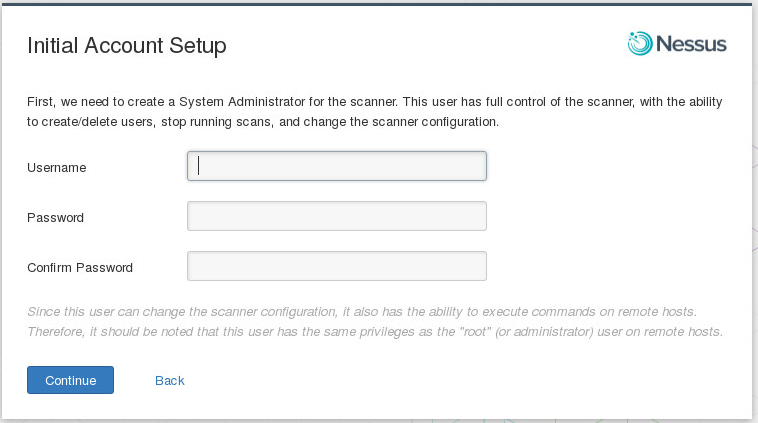 Initial Account Setup
Nessus
First, we need to create a System Administrator for the scanner. This user has full control of the scanner, with the ability
to create/delete users, stop running scans, and change the scanner configuration.
Username
Password
Confirm Password
Since this user can change the scanner configuration, it also has the ability to execute commands on remote hosts.
Therefore, it should be noted that this user has the same privileges as the "root" (or administrator) user on remote hosts.
Continue
Back